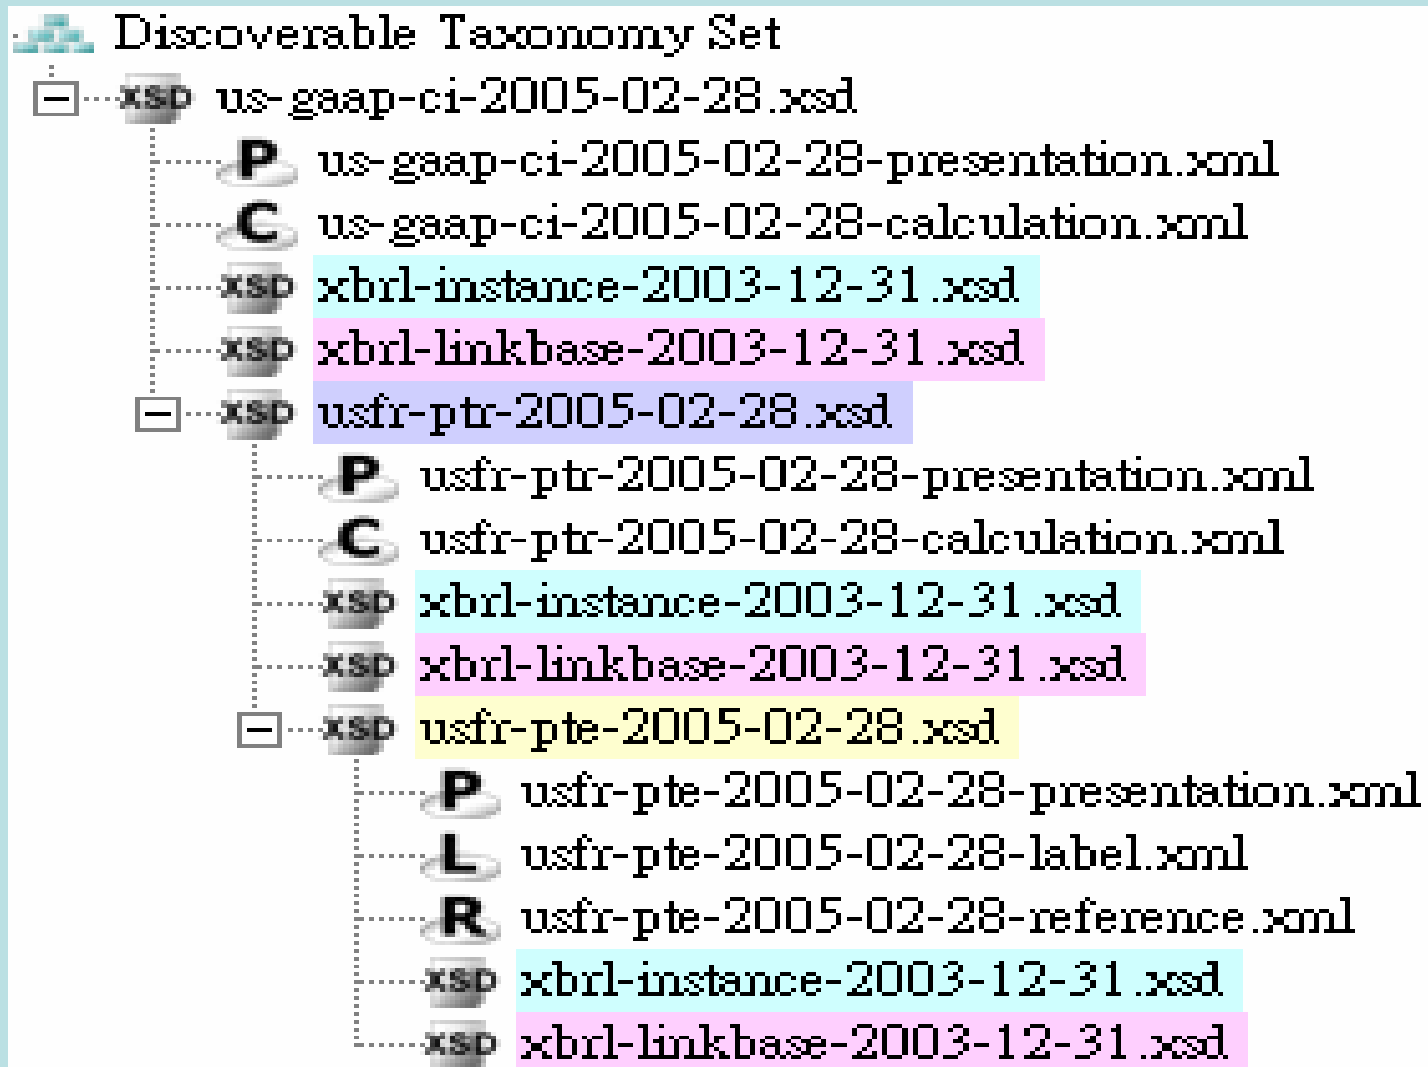 Discoverable Taxonomy Set
XSD us-gaap-ci-2005-02-28.xsd
P us-gaap-ci-2005-02-28-presentation.xml
C us-gaap-ci-2005-02-28-calculation.xml
XSD xbrl-instance-2003-12-31.xsd
XSD xbrl-linkbase-2003-12-31.xsd
XSD usfr-ptr-2005-02-28.xsd
P usfr-ptr-2005-02-28-presentation.xml
C usfr-ptr-2005-02-28-calculation.xml
XSD xbrl-instance-2003-12-31.xsd
XSD xbrl-linkbase-2003-12-31.xsd
XSD usfr-pte-2005-02-28.xsd
P usfr-pte-2005-02-28-presentation.xml
L usfr-pte-2005-02-28-label.xml
R usfr-pte-2005-02-28-reference.xml
XSD xbrl-instance-2003-12-31.xsd
XSD xbrl-linkbase-2003-12-31.xsd